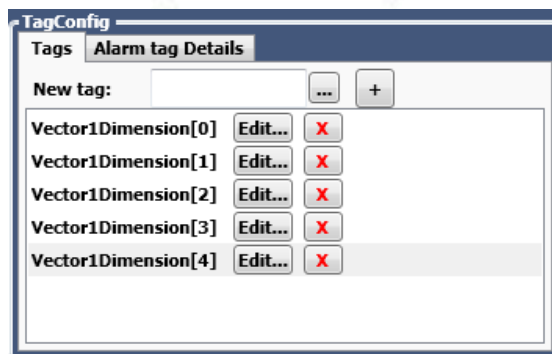 TagConfig
Tags Alarm tag Details
New tag: ... +
Vector1Dimension[0] Edit... X
Vector1Dimension[1] Edit... X
Vector1Dimension[2] Edit... X
Vector1Dimension[3] Edit... X
Vector1Dimension[4] Edit... X